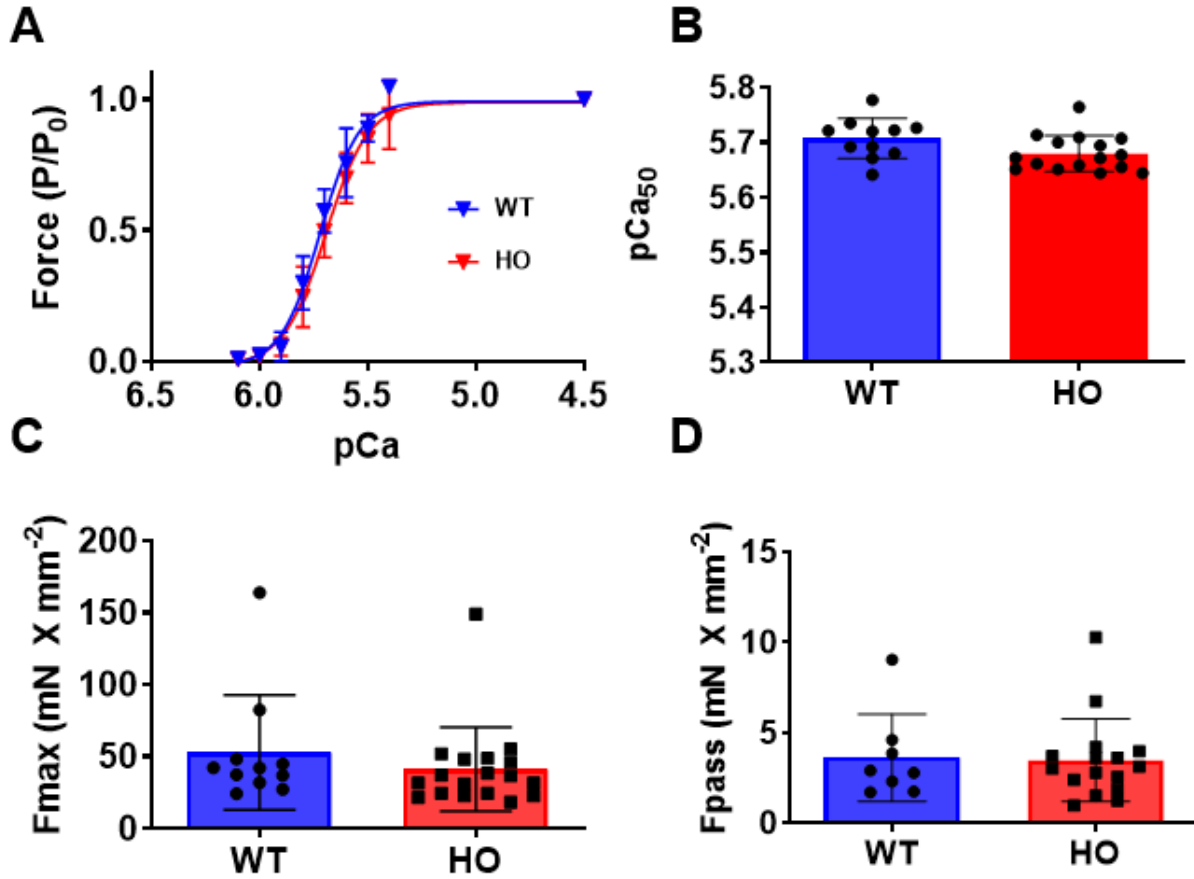 A
Force (P/P₀)
1.0
0.5
0.0
6.5 6.0 5.5 5.0 4.5
pCa
WT
HO
B
pCa₅₀
5.8
5.7
5.6
5.5
5.4
5.3
WT HO
C
Fmax (mN X mm⁻²)
200
150
100
50
0
WT HO
D
Fpass (mN X mm⁻²)
15
10
5
0
WT HO